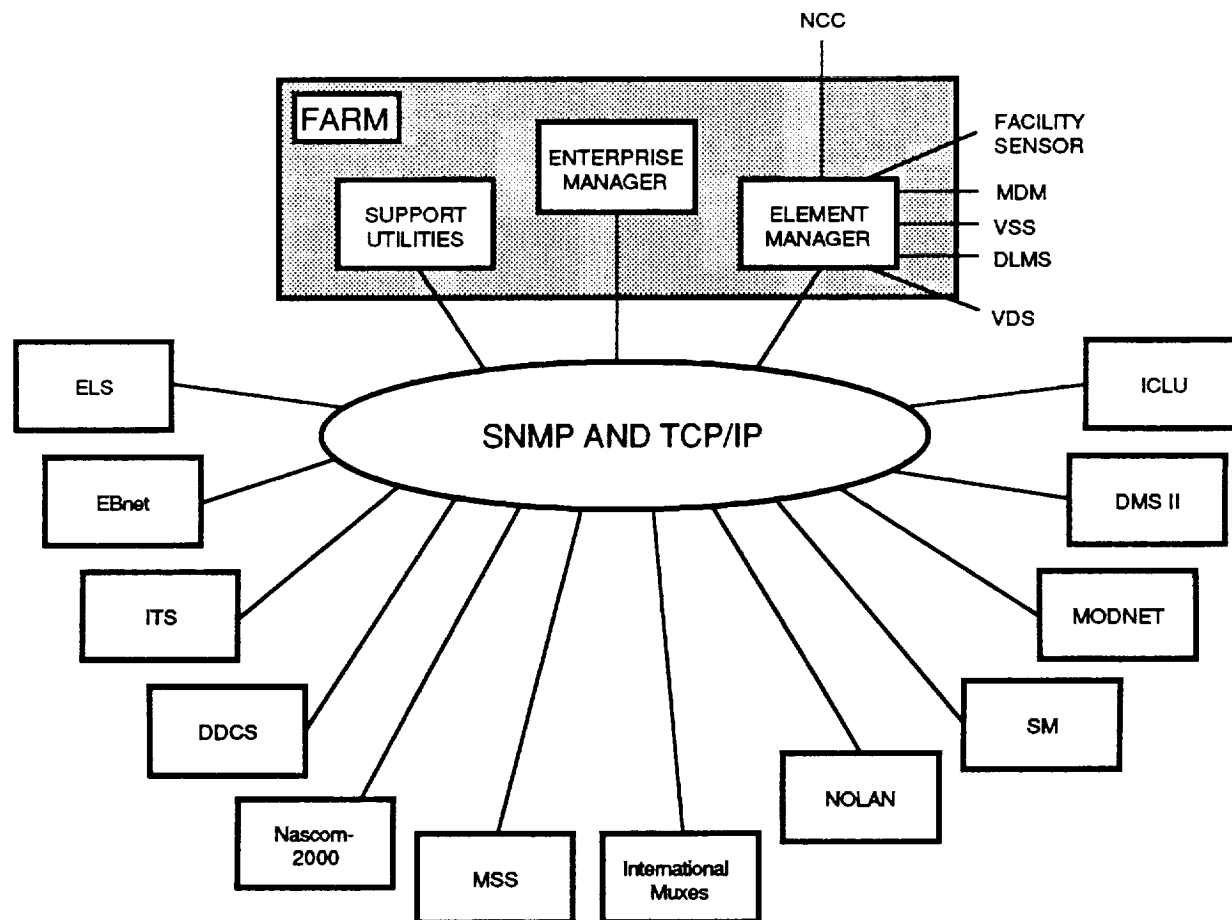 NCC
FARM
ENTERPRISE
MANAGER
FACILITY
SENSOR
SUPPORT
UTILITIES
ELEMENT
MANAGER
MDM
VSS
DLMS
VDS
ELS
ICLU
SNMP AND TCP/IP
EBnet
DMS II
ITS
MODNET
DDCS
SM
NOLAN
Nascom-
2000
MSS
International
Muxes